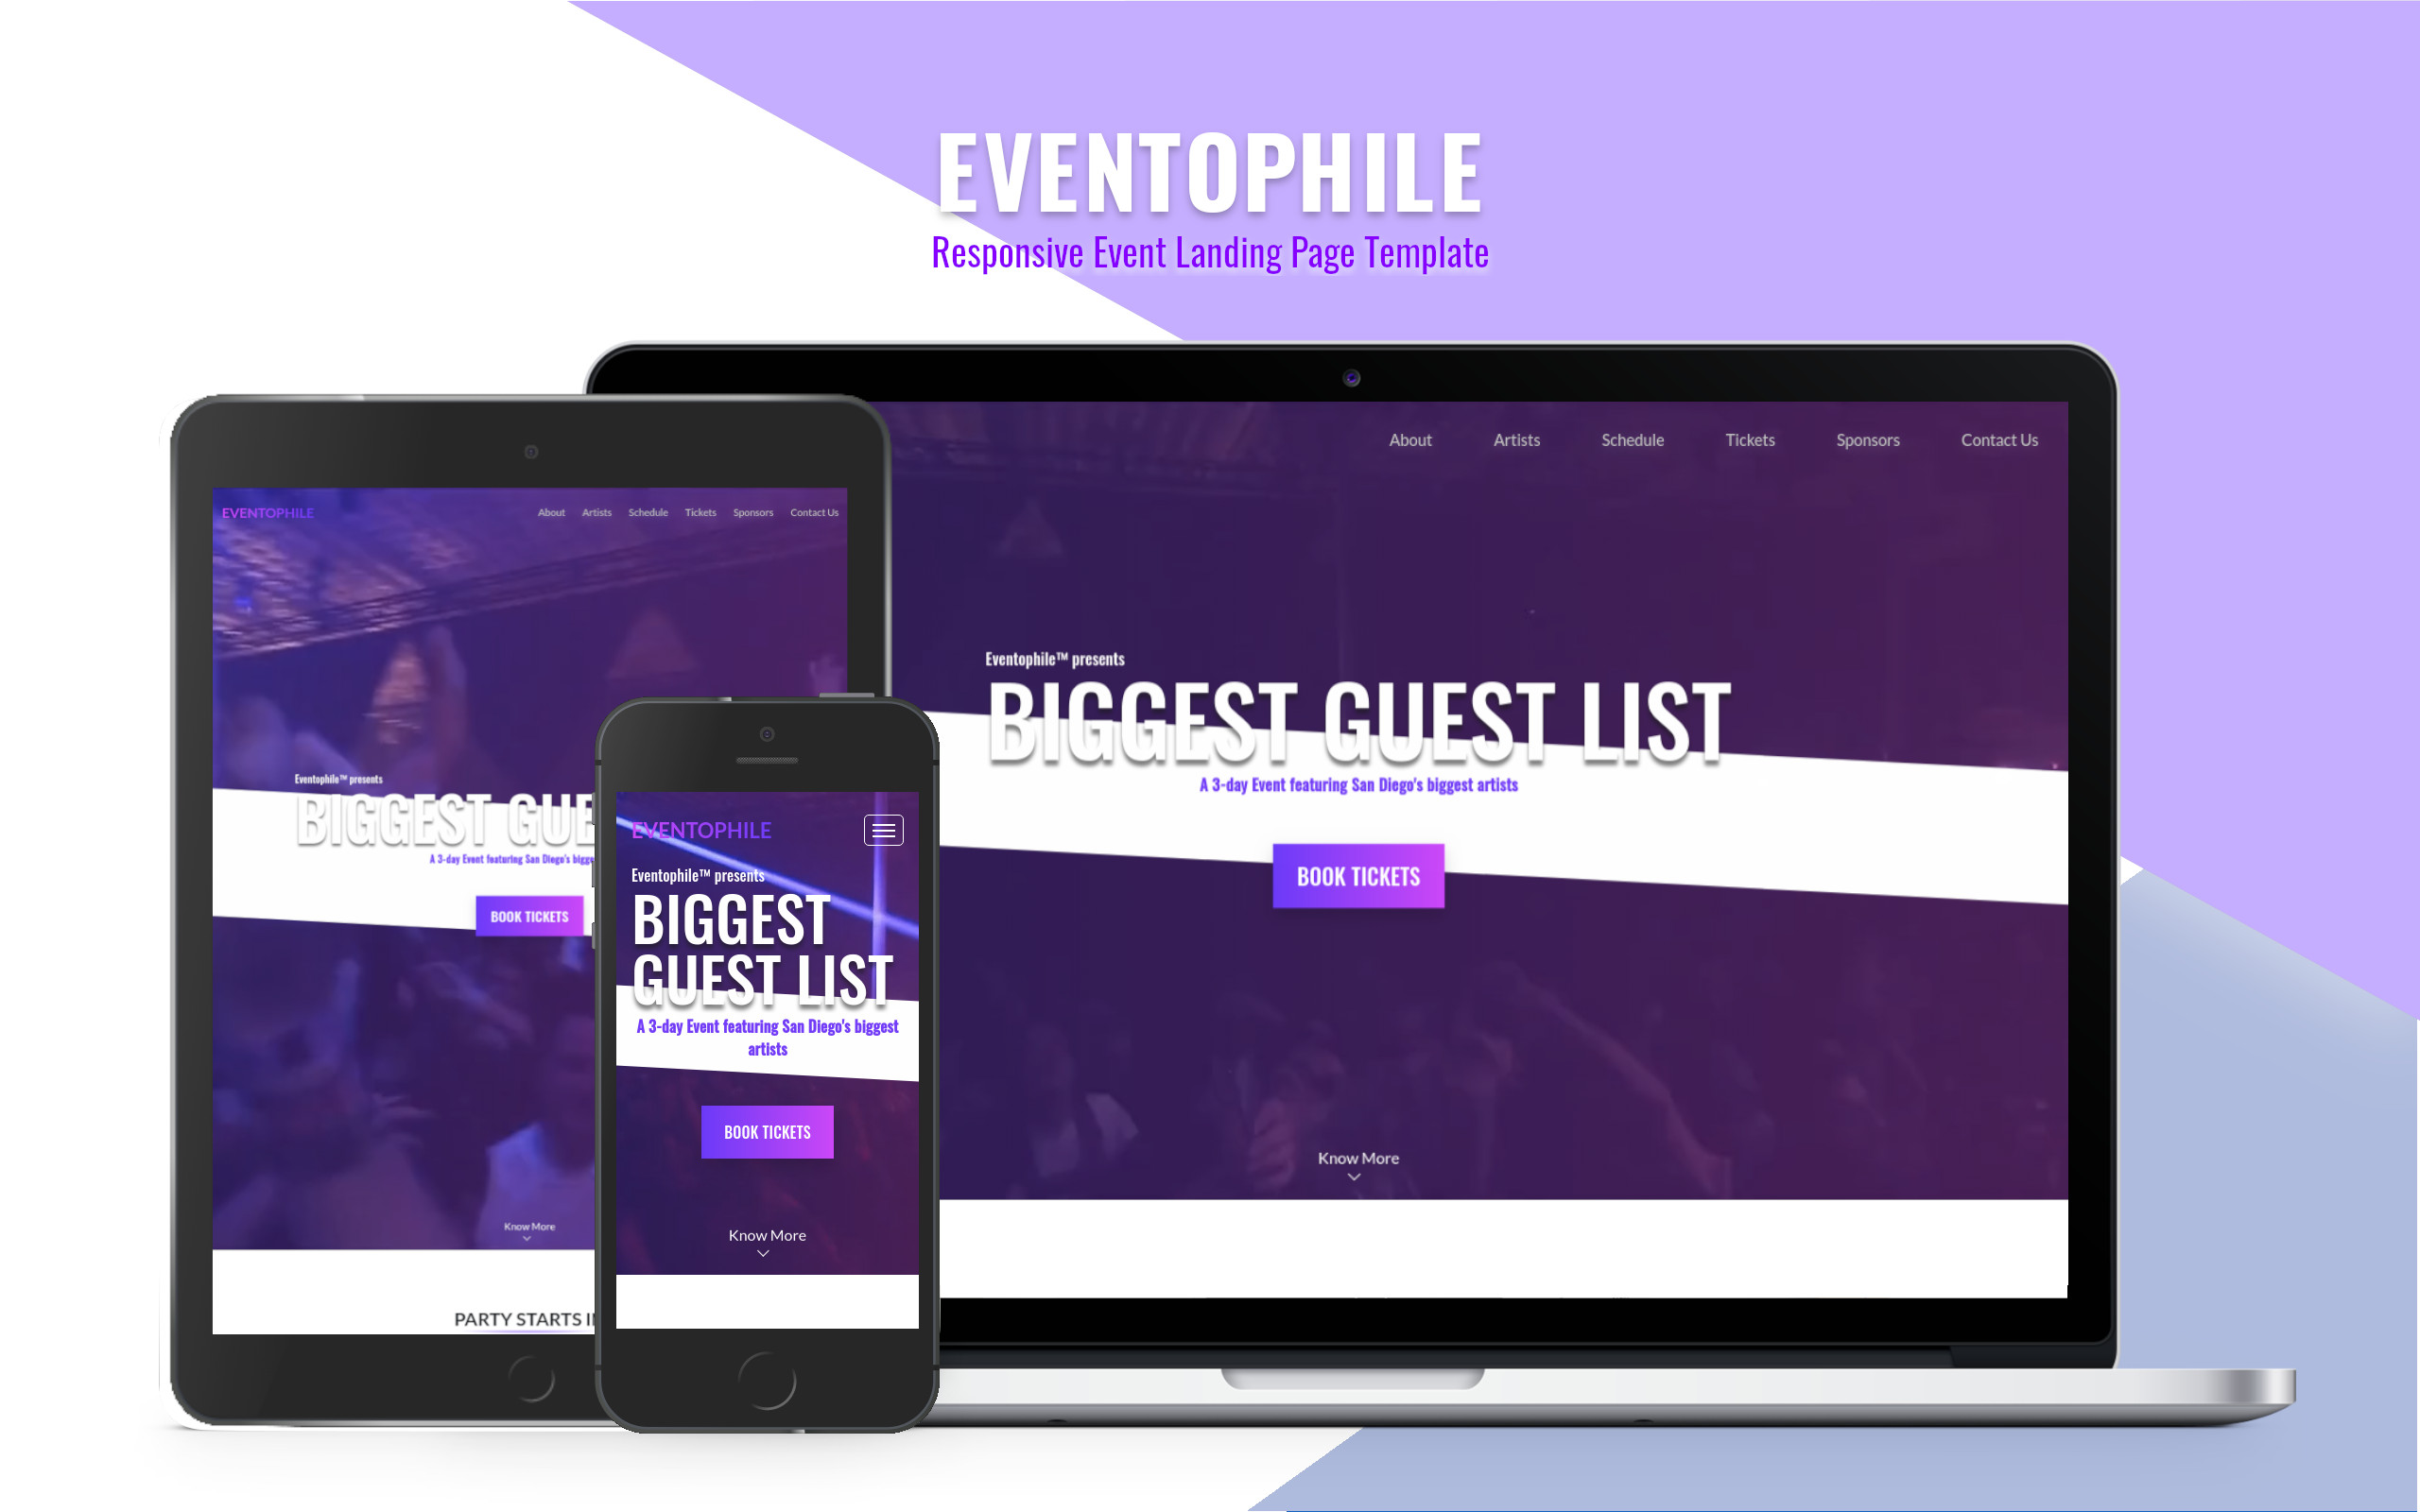 EVENTOPHILE
Responsive Event Landing Page Template
About Artists Schedule Tickets Sponsors Contact Us
Eventophile™ presents
BIGGEST GUEST LIST
A 3-day Event featuring San Diego's biggest artists
BOOK TICKETS
Know More
EVENTOPHILE
About Artists Schedule Tickets Sponsors Contact Us
Eventophile™ presents
BIGGEST
A 3-day Event featuring San Diego's
BOOK TICKETS
Know More
PARTY STARTS
EVENTOPHILE
Eventophile™ presents
BIGGEST
GUEST LIST
A 3-day Event featuring San Diego's biggest
artists
BOOK TICKETS
Know More